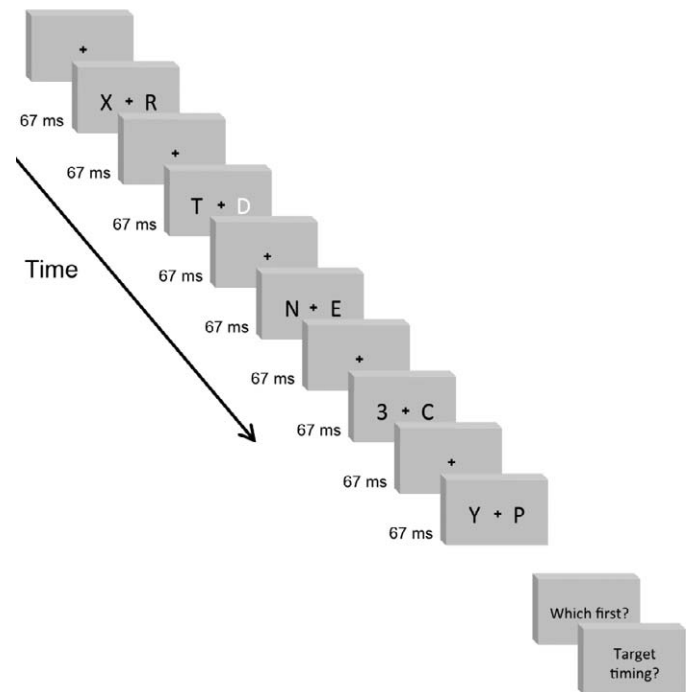 +
X + R
67 ms
+
67 ms
T + D
67 ms
+
67 ms
Time
N + E
67 ms
+
67 ms
3 + C
67 ms
+
67 ms
Y + P
67 ms
Which first?
Target
timing?